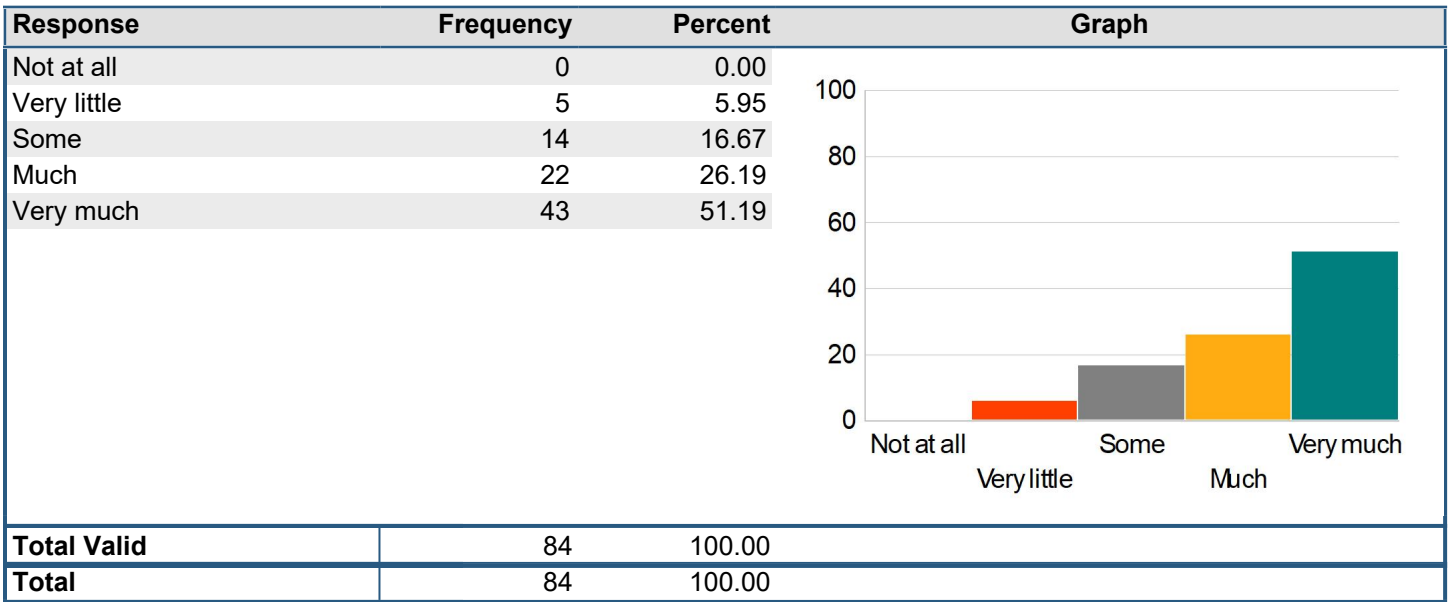 Response Frequency Percent Graph
Not at all 0 0.00
Very little 5 5.95
Some 14 16.67
Much 22 26.19
Very much 43 51.19
100
80
60
40
20
0
Not at all Some Very much
Very little Much
Total Valid 84 100.00
Total 84 100.00